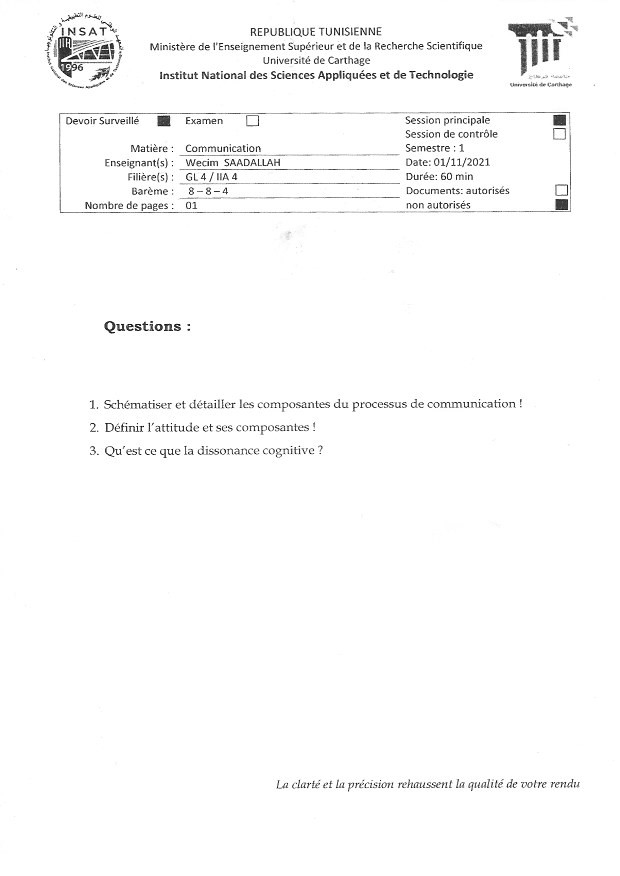 INSAT
1996
REPUBLIQUE TUNISIENNE
Ministère de l'Enseignement Supérieur et de la Recherche Scientifique
Université de Carthage
Institut National des Sciences Appliquées et de Technologie
Université de Carthage
Devoir Surveillé Examen Session principale
Session de contrôle
Matière : Communication Semestre : 1
Enseignant(s) : Wecim SAADALLAH Date: 01/11/2021
Filière(s) : GL 4 / IIA 4 Durée: 60 min
Barème : 8 – 8 – 4 Documents: autorisés
Nombre de pages : 01 non autorisés
Questions :
1. Schématiser et détailler les composantes du processus de communication !
2. Définir l'attitude et ses composantes !
3. Qu'est ce que la dissonance cognitive ?
La clarté et la précision rehaussent la qualité de votre rendu